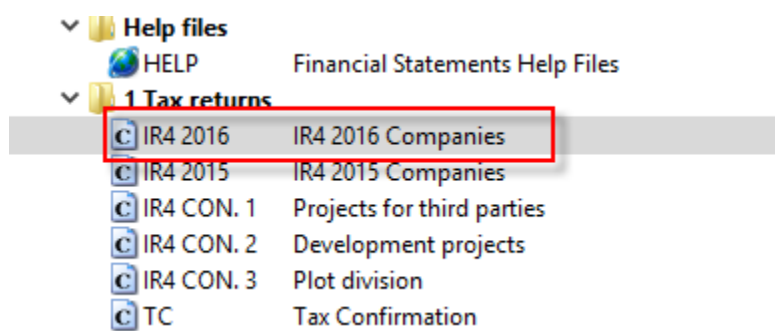 Help files
HELP Financial Statements Help Files
1 Tax returns
IR4 2016 IR4 2016 Companies
IR4 2015 IR4 2015 Companies
IR4 CON. 1 Projects for third parties
IR4 CON. 2 Development projects
IR4 CON. 3 Plot division
TC Tax Confirmation